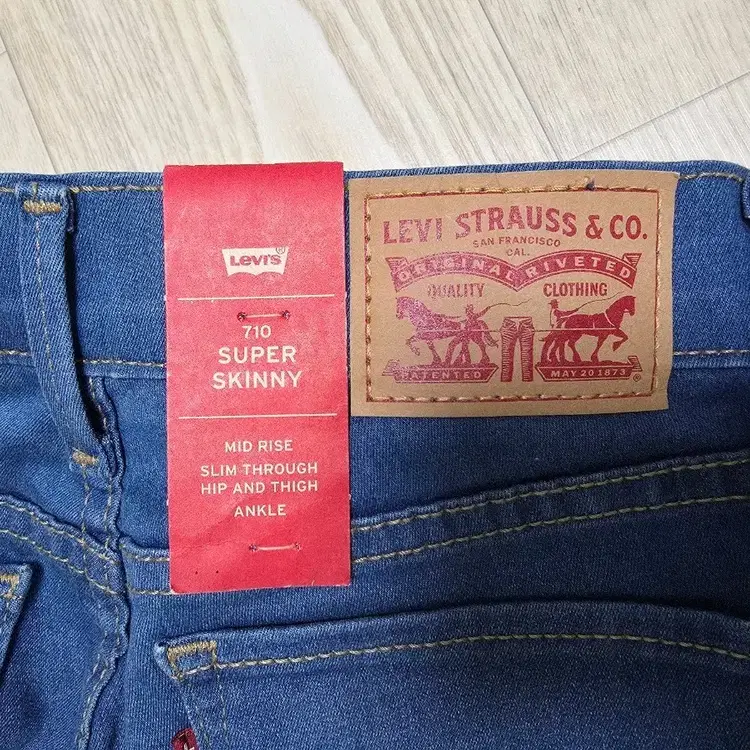 Levi's
710
SUPER
SKINNY
MID RISE
SLIM THROUGH
HIP AND THIGH
ANKLE
LEVI STRAUSS & CO.
SAN FRANCISCO
CAL.
ORIGINAL RIVETED
QUALITY CLOTHING
PATENTED MAY 20 1873